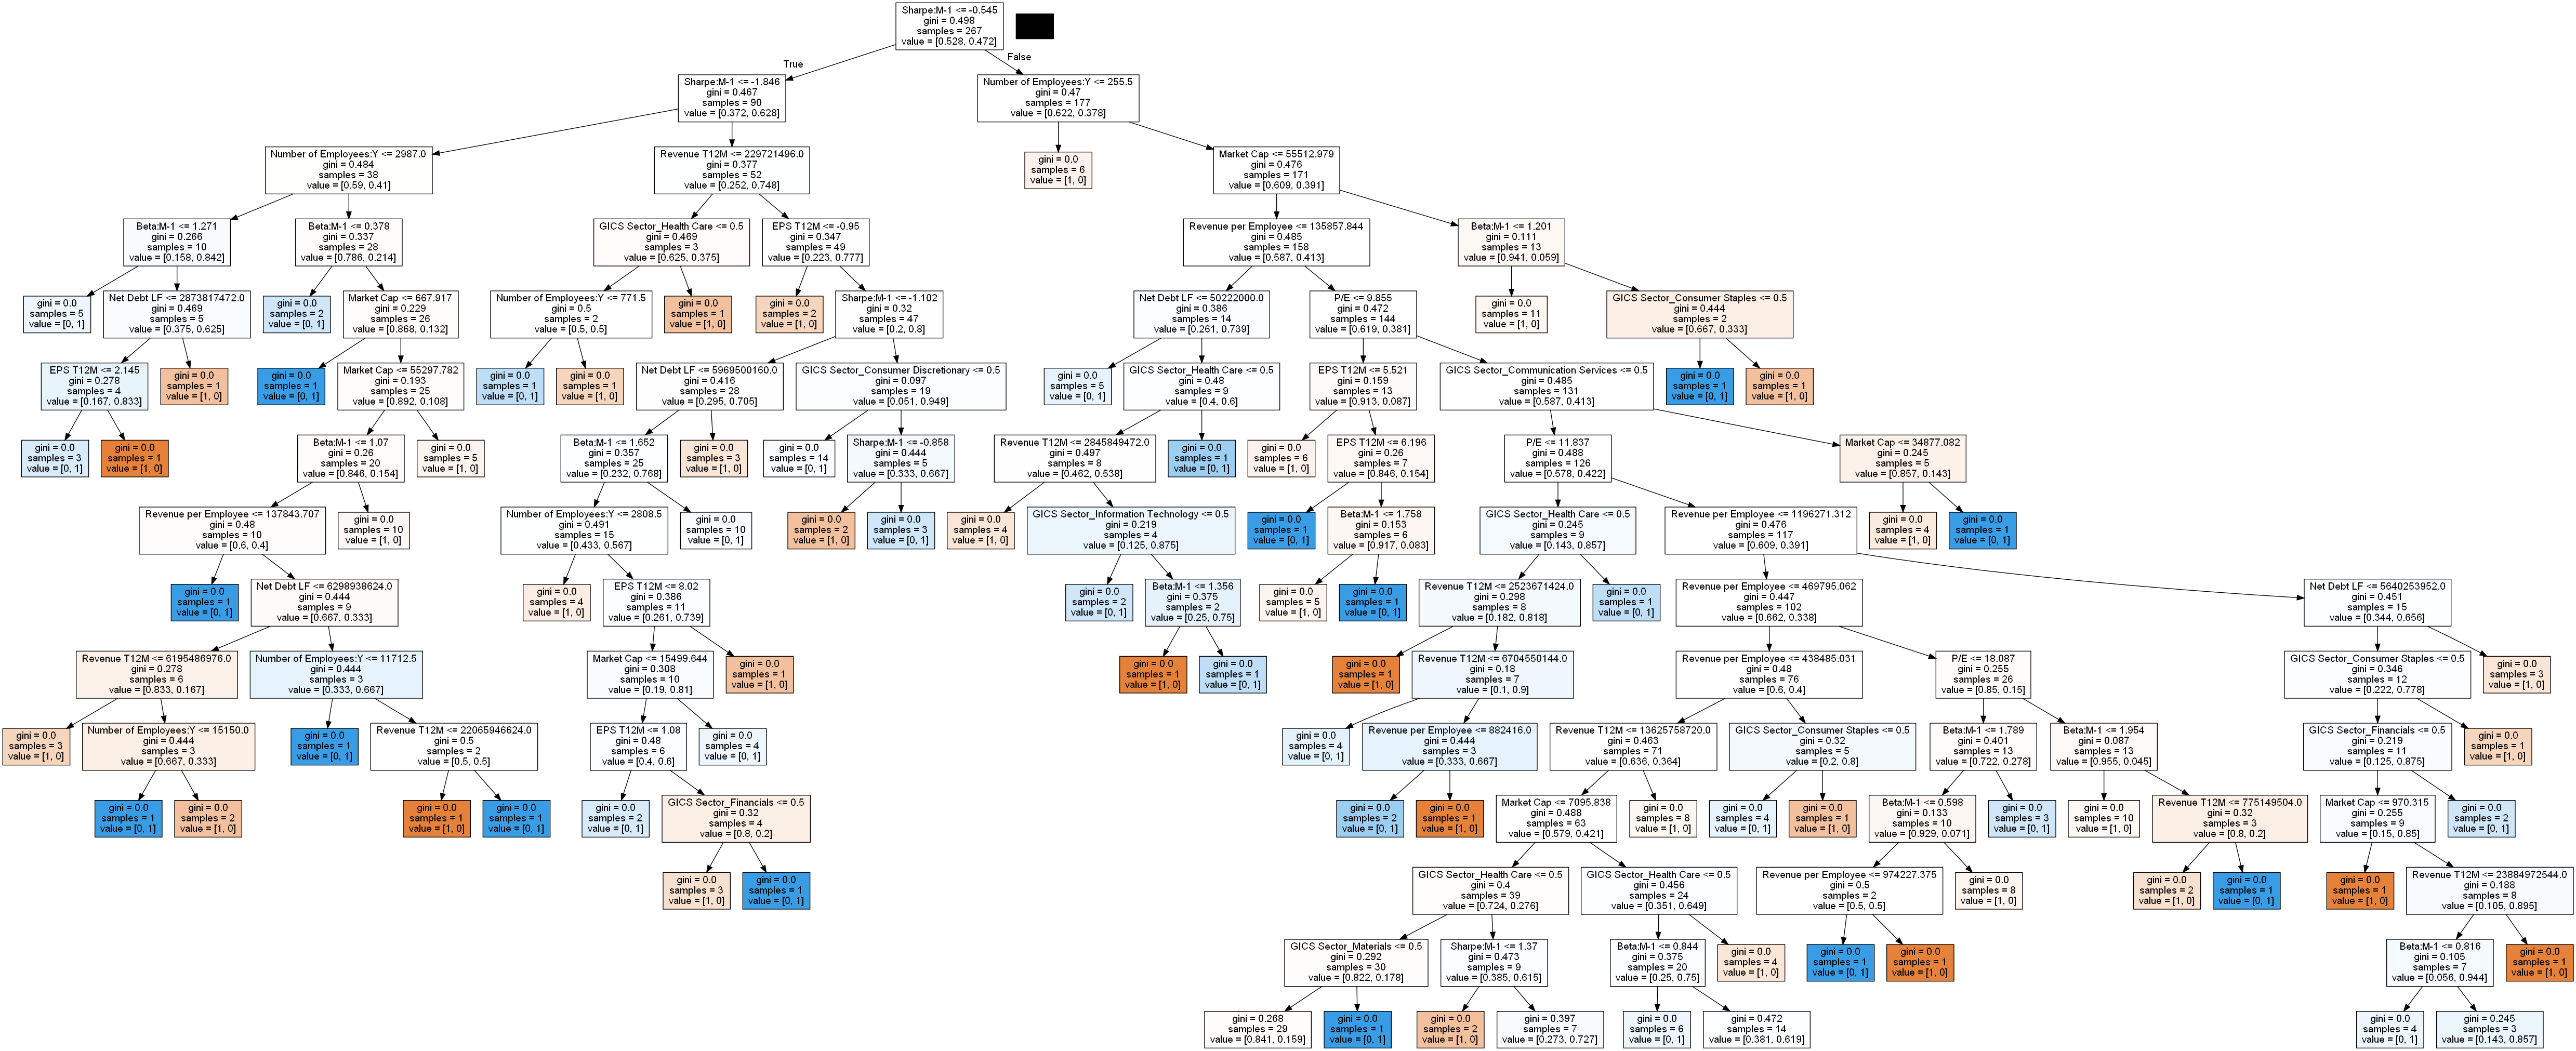 Sharpe:M-1 <= -0.545
gini = 0.498
samples = 267
value = [0.528, 0.472]
True
False
Sharpe:M-1 <= -1.846
gini = 0.467
samples = 90
value = [0.372, 0.628]
Number of Employees:Y <= 255.5
gini = 0.47
samples = 177
value = [0.622, 0.378]
Number of Employees:Y <= 2987.0
gini = 0.484
samples = 38
value = [0.59, 0.41]
Revenue T12M <= 229721496.0
gini = 0.377
samples = 52
value = [0.252, 0.748]
gini = 0.0
samples = 6
value = [1, 0]
Market Cap <= 55512.979
gini = 0.476
samples = 171
value = [0.609, 0.391]
Beta:M-1 <= 1.271
gini = 0.266
samples = 10
value = [0.158, 0.842]
Beta:M-1 <= 0.378
gini = 0.337
samples = 28
value = [0.786, 0.214]
GICS Sector_Health Care <= 0.5
gini = 0.469
samples = 3
value = [0.625, 0.375]
EPS T12M <= -0.95
gini = 0.347
samples = 49
value = [0.223, 0.777]
Revenue per Employee <= 135857.844
gini = 0.485
samples = 158
value = [0.587, 0.413]
Beta:M-1 <= 1.201
gini = 0.111
samples = 13
value = [0.941, 0.059]
gini = 0.0
samples = 5
value = [0, 1]
Net Debt LF <= 2873817472.0
gini = 0.469
samples = 5
value = [0.375, 0.625]
gini = 0.0
samples = 2
value = [0, 1]
Market Cap <= 667.917
gini = 0.229
samples = 26
value = [0.868, 0.132]
Number of Employees:Y <= 771.5
gini = 0.5
samples = 2
value = [0.5, 0.5]
gini = 0.0
samples = 1
value = [1, 0]
gini = 0.0
samples = 2
value = [1, 0]
Sharpe:M-1 <= -1.102
gini = 0.32
samples = 47
value = [0.2, 0.8]
Net Debt LF <= 50222000.0
gini = 0.386
samples = 14
value = [0.261, 0.739]
P/E <= 9.855
gini = 0.472
samples = 144
value = [0.619, 0.381]
gini = 0.0
samples = 11
value = [1, 0]
GICS Sector_Consumer Staples <= 0.5
gini = 0.444
samples = 2
value = [0.667, 0.333]
EPS T12M <= 2.145
gini = 0.278
samples = 4
value = [0.167, 0.833]
gini = 0.0
samples = 1
value = [1, 0]
gini = 0.0
samples = 1
value = [0, 1]
Market Cap <= 55297.782
gini = 0.193
samples = 25
value = [0.892, 0.108]
gini = 0.0
samples = 1
value = [0, 1]
gini = 0.0
samples = 1
value = [1, 0]
Net Debt LF <= 5969500160.0
gini = 0.416
samples = 28
value = [0.295, 0.705]
GICS Sector_Consumer Discretionary <= 0.5
gini = 0.097
samples = 19
value = [0.051, 0.949]
gini = 0.0
samples = 5
value = [0, 1]
GICS Sector_Health Care <= 0.5
gini = 0.48
samples = 9
value = [0.4, 0.6]
EPS T12M <= 5.521
gini = 0.159
samples = 13
value = [0.913, 0.087]
GICS Sector_Communication Services <= 0.5
gini = 0.485
samples = 131
value = [0.587, 0.413]
gini = 0.0
samples = 1
value = [0, 1]
gini = 0.0
samples = 1
value = [1, 0]
gini = 0.0
samples = 3
value = [0, 1]
gini = 0.0
samples = 1
value = [1, 0]
Beta:M-1 <= 1.07
gini = 0.26
samples = 20
value = [0.846, 0.154]
gini = 0.0
samples = 5
value = [1, 0]
Beta:M-1 <= 1.652
gini = 0.357
samples = 25
value = [0.232, 0.768]
gini = 0.0
samples = 3
value = [1, 0]
gini = 0.0
samples = 14
value = [0, 1]
Sharpe:M-1 <= -0.858
gini = 0.444
samples = 5
value = [0.333, 0.667]
Revenue T12M <= 2845849472.0
gini = 0.497
samples = 8
value = [0.462, 0.538]
gini = 0.0
samples = 1
value = [0, 1]
gini = 0.0
samples = 6
value = [1, 0]
EPS T12M <= 6.196
gini = 0.26
samples = 7
value = [0.846, 0.154]
P/E <= 11.837
gini = 0.488
samples = 126
value = [0.578, 0.422]
Market Cap <= 34877.082
gini = 0.245
samples = 5
value = [0.857, 0.143]
Revenue per Employee <= 137843.707
gini = 0.48
samples = 10
value = [0.6, 0.4]
gini = 0.0
samples = 10
value = [1, 0]
Number of Employees:Y <= 2808.5
gini = 0.491
samples = 15
value = [0.433, 0.567]
gini = 0.0
samples = 10
value = [0, 1]
gini = 0.0
samples = 2
value = [1, 0]
gini = 0.0
samples = 3
value = [0, 1]
gini = 0.0
samples = 4
value = [1, 0]
GICS Sector_Information Technology <= 0.5
gini = 0.219
samples = 4
value = [0.125, 0.875]
gini = 0.0
samples = 1
value = [0, 1]
Beta:M-1 <= 1.758
gini = 0.153
samples = 6
value = [0.917, 0.083]
GICS Sector_Health Care <= 0.5
gini = 0.245
samples = 9
value = [0.143, 0.857]
Revenue per Employee <= 1196271.312
gini = 0.476
samples = 117
value = [0.609, 0.391]
gini = 0.0
samples = 4
value = [1, 0]
gini = 0.0
samples = 1
value = [0, 1]
gini = 0.0
samples = 1
value = [0, 1]
Net Debt LF <= 6298938624.0
gini = 0.444
samples = 9
value = [0.667, 0.333]
gini = 0.0
samples = 4
value = [1, 0]
EPS T12M <= 8.02
gini = 0.386
samples = 11
value = [0.261, 0.739]
gini = 0.0
samples = 2
value = [0, 1]
Beta:M-1 <= 1.356
gini = 0.375
samples = 2
value = [0.25, 0.75]
gini = 0.0
samples = 5
value = [1, 0]
gini = 0.0
samples = 1
value = [0, 1]
Revenue T12M <= 2523671424.0
gini = 0.298
samples = 8
value = [0.182, 0.818]
gini = 0.0
samples = 1
value = [0, 1]
Revenue per Employee <= 469795.062
gini = 0.447
samples = 102
value = [0.662, 0.338]
Net Debt LF <= 5640253952.0
gini = 0.451
samples = 15
value = [0.344, 0.656]
Revenue T12M <= 6195486976.0
gini = 0.278
samples = 6
value = [0.833, 0.167]
Number of Employees:Y <= 11712.5
gini = 0.444
samples = 3
value = [0.333, 0.667]
Market Cap <= 15499.644
gini = 0.308
samples = 10
value = [0.19, 0.81]
gini = 0.0
samples = 1
value = [1, 0]
gini = 0.0
samples = 1
value = [1, 0]
gini = 0.0
samples = 1
value = [0, 1]
gini = 0.0
samples = 1
value = [1, 0]
Revenue T12M <= 6704550144.0
gini = 0.18
samples = 7
value = [0.1, 0.9]
Revenue per Employee <= 438485.031
gini = 0.48
samples = 76
value = [0.6, 0.4]
P/E <= 18.087
gini = 0.255
samples = 26
value = [0.85, 0.15]
GICS Sector_Consumer Staples <= 0.5
gini = 0.346
samples = 12
value = [0.222, 0.778]
gini = 0.0
samples = 3
value = [1, 0]
gini = 0.0
samples = 3
value = [1, 0]
Number of Employees:Y <= 15150.0
gini = 0.444
samples = 3
value = [0.667, 0.333]
gini = 0.0
samples = 1
value = [0, 1]
Revenue T12M <= 22065946624.0
gini = 0.5
samples = 2
value = [0.5, 0.5]
EPS T12M <= 1.08
gini = 0.48
samples = 6
value = [0.4, 0.6]
gini = 0.0
samples = 4
value = [0, 1]
gini = 0.0
samples = 4
value = [0, 1]
Revenue per Employee <= 882416.0
gini = 0.444
samples = 3
value = [0.333, 0.667]
Revenue T12M <= 13625758720.0
gini = 0.463
samples = 71
value = [0.636, 0.364]
GICS Sector_Consumer Staples <= 0.5
gini = 0.32
samples = 5
value = [0.2, 0.8]
Beta:M-1 <= 1.789
gini = 0.401
samples = 13
value = [0.722, 0.278]
Beta:M-1 <= 1.954
gini = 0.087
samples = 13
value = [0.955, 0.045]
GICS Sector_Financials <= 0.5
gini = 0.219
samples = 11
value = [0.125, 0.875]
gini = 0.0
samples = 1
value = [1, 0]
gini = 0.0
samples = 1
value = [0, 1]
gini = 0.0
samples = 2
value = [1, 0]
gini = 0.0
samples = 1
value = [1, 0]
gini = 0.0
samples = 1
value = [0, 1]
gini = 0.0
samples = 2
value = [0, 1]
GICS Sector_Financials <= 0.5
gini = 0.32
samples = 4
value = [0.8, 0.2]
gini = 0.0
samples = 2
value = [0, 1]
gini = 0.0
samples = 1
value = [1, 0]
Market Cap <= 7095.838
gini = 0.488
samples = 63
value = [0.579, 0.421]
gini = 0.0
samples = 8
value = [1, 0]
gini = 0.0
samples = 4
value = [0, 1]
gini = 0.0
samples = 1
value = [1, 0]
Beta:M-1 <= 0.598
gini = 0.133
samples = 10
value = [0.929, 0.071]
gini = 0.0
samples = 3
value = [0, 1]
gini = 0.0
samples = 10
value = [1, 0]
Revenue T12M <= 775149504.0
gini = 0.32
samples = 3
value = [0.8, 0.2]
Market Cap <= 970.315
gini = 0.255
samples = 9
value = [0.15, 0.85]
gini = 0.0
samples = 2
value = [0, 1]
gini = 0.0
samples = 3
value = [1, 0]
gini = 0.0
samples = 1
value = [0, 1]
GICS Sector_Health Care <= 0.5
gini = 0.4
samples = 39
value = [0.724, 0.276]
GICS Sector_Health Care <= 0.5
gini = 0.456
samples = 24
value = [0.351, 0.649]
Revenue per Employee <= 974227.375
gini = 0.5
samples = 2
value = [0.5, 0.5]
gini = 0.0
samples = 8
value = [1, 0]
gini = 0.0
samples = 2
value = [1, 0]
gini = 0.0
samples = 1
value = [0, 1]
gini = 0.0
samples = 1
value = [1, 0]
Revenue T12M <= 23884972544.0
gini = 0.188
samples = 8
value = [0.105, 0.895]
GICS Sector_Materials <= 0.5
gini = 0.292
samples = 30
value = [0.822, 0.178]
Sharpe:M-1 <= 1.37
gini = 0.473
samples = 9
value = [0.385, 0.615]
Beta:M-1 <= 0.844
gini = 0.375
samples = 20
value = [0.25, 0.75]
gini = 0.0
samples = 4
value = [1, 0]
gini = 0.0
samples = 1
value = [0, 1]
gini = 0.0
samples = 1
value = [1, 0]
Beta:M-1 <= 0.816
gini = 0.105
samples = 7
value = [0.056, 0.944]
gini = 0.0
samples = 1
value = [1, 0]
gini = 0.268
samples = 29
value = [0.841, 0.159]
gini = 0.0
samples = 1
value = [0, 1]
gini = 0.0
samples = 2
value = [1, 0]
gini = 0.397
samples = 7
value = [0.273, 0.727]
gini = 0.0
samples = 6
value = [0, 1]
gini = 0.472
samples = 14
value = [0.381, 0.619]
gini = 0.0
samples = 4
value = [0, 1]
gini = 0.245
samples = 3
value = [0.143, 0.857]